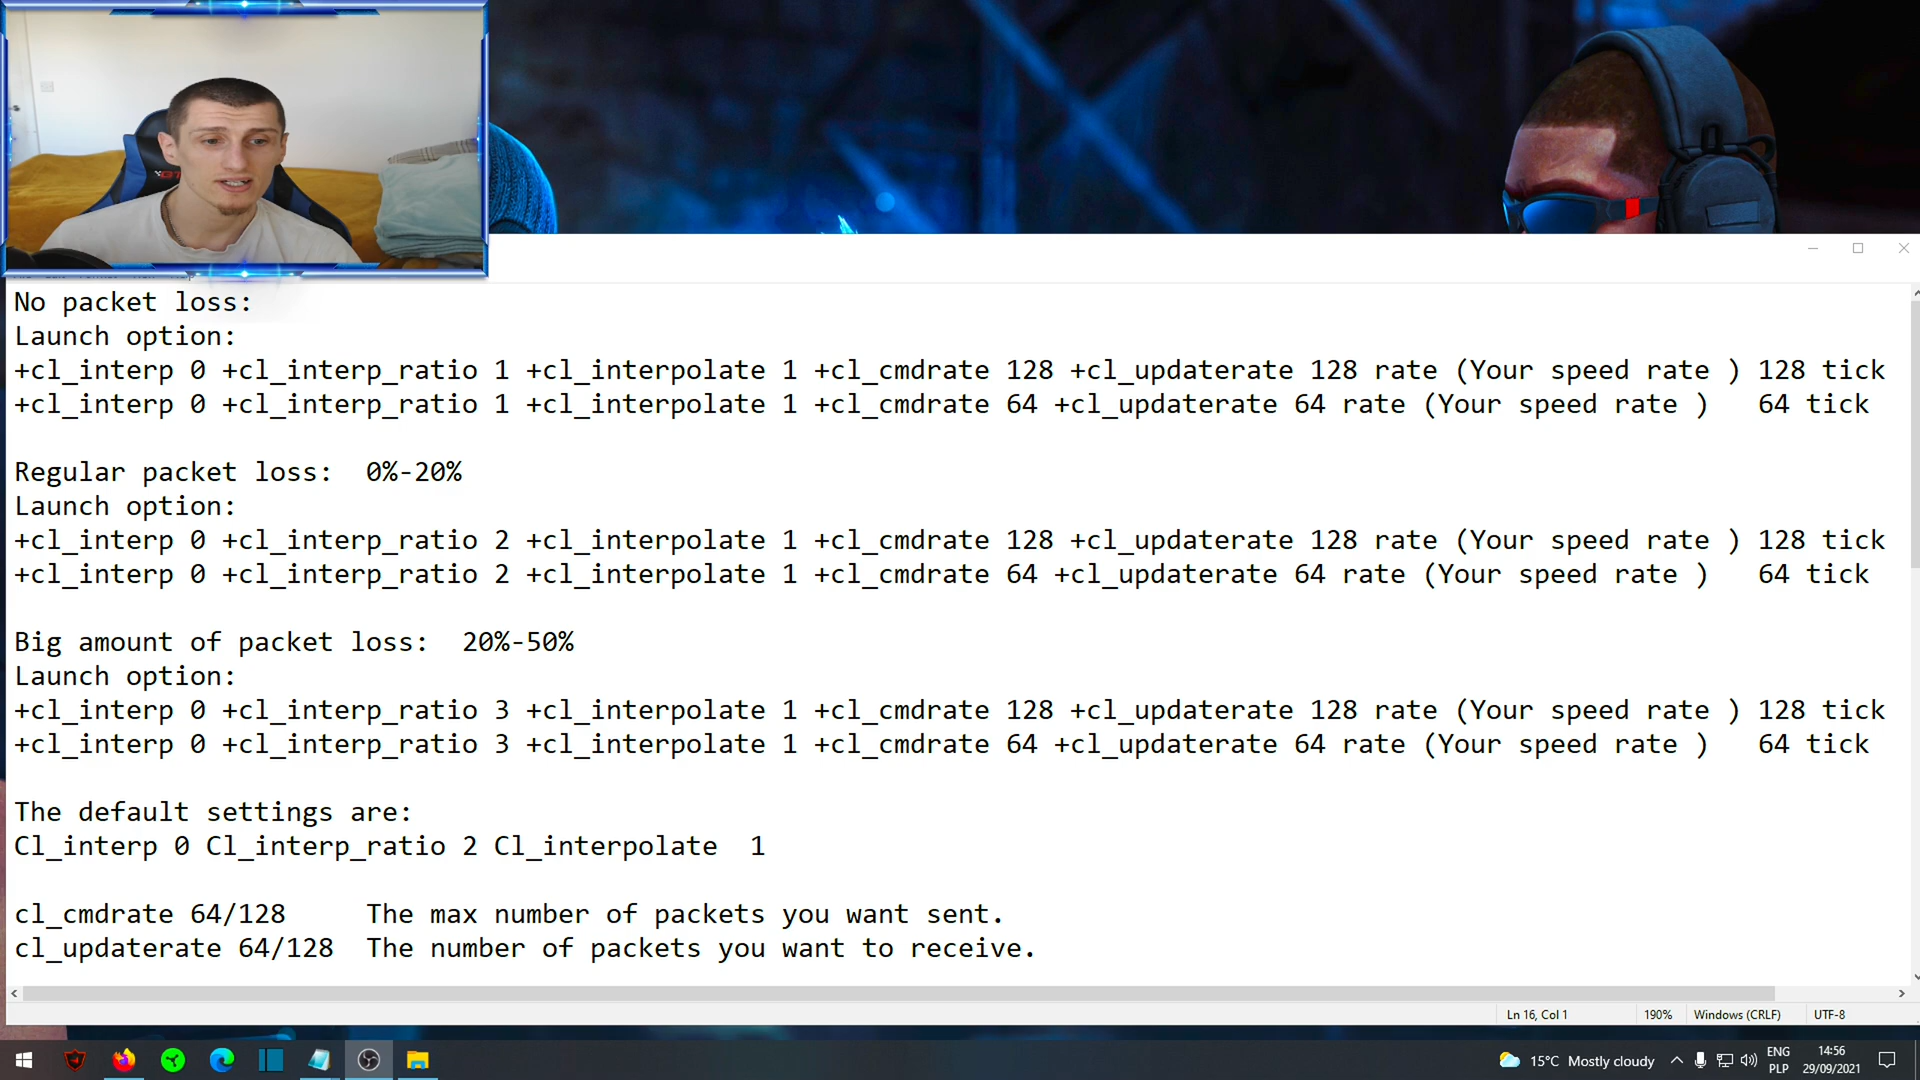 No packet loss:
Launch option:
+cl_interp 0 +cl_interp_ratio 1 +cl_interpolate 1 +cl_cmdrate 128 +cl_updaterate 128 rate (Your speed rate ) 128 tick
+cl_interp 0 +cl_interp_ratio 1 +cl_interpolate 1 +cl_cmdrate 64 +cl_updaterate 64 rate (Your speed rate ) 64 tick
Regular packet loss: 0%-20%
Launch option:
+cl_interp 0 +cl_interp_ratio 2 +cl_interpolate 1 +cl_cmdrate 128 +cl_updaterate 128 rate (Your speed rate ) 128 tick
+cl_interp 0 +cl_interp_ratio 2 +cl_interpolate 1 +cl_cmdrate 64 +cl_updaterate 64 rate (Your speed rate ) 64 tick
Big amount of packet loss: 20%-50%
Launch option:
+cl_interp 0 +cl_interp_ratio 3 +cl_interpolate 1 +cl_cmdrate 128 +cl_updaterate 128 rate (Your speed rate ) 128 tick
+cl_interp 0 +cl_interp_ratio 3 +cl_interpolate 1 +cl_cmdrate 64 +cl_updaterate 64 rate (Your speed rate ) 64 tick
The default settings are:
Cl_interp 0 Cl_interp_ratio 2 Cl_interpolate 1
cl_cmdrate 64/128 The max number of packets you want sent.
cl_updaterate 64/128 The number of packets you want to receive.
Ln 16, Col 1 190% Windows (CRLF) UTF-8
15°C Mostly cloudy
ENG
PLP
14:56
29/09/2021